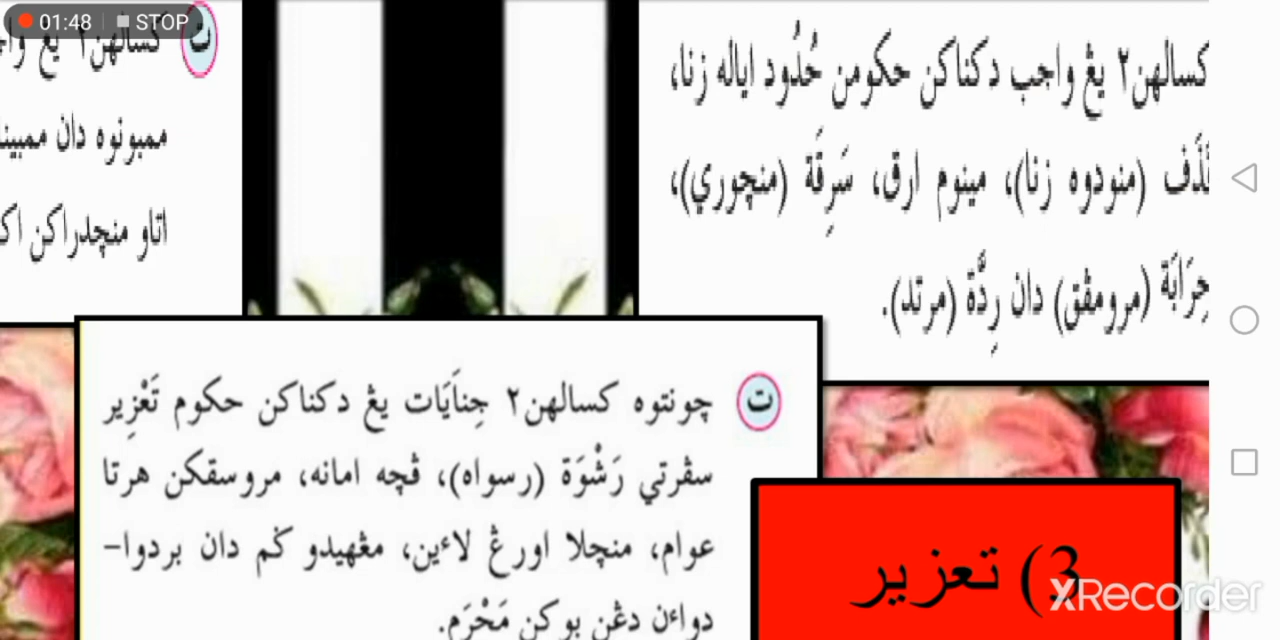 01:48 STOP
كسالهن٢ يڠ واجب دكناكن حكومن حُدُود اياله زنا،
(منودوه زنا)، مينوم ارق، سَرِقَة (منچوري)،
حِرَابَة (مرومڤق) دان رِدَّة (مرتد).
ت كسالهن٢ يڠ
ممبونوه دان
اتاو منچدراكن
ت چونتوه كسالهن٢ جِنَايَات يڠ دكناكن حكوم تَعْزِير
سڤرتي رَشْوَة (رسواه)، ڤچه امانه، مروسقكن هرتا
عوام، منچلا اورڠ لاءين، مڠهيدو ݢم دان بردوا-
دواءن دڠن بوكن مَحْرَم.
3) تعزير
XRecorder